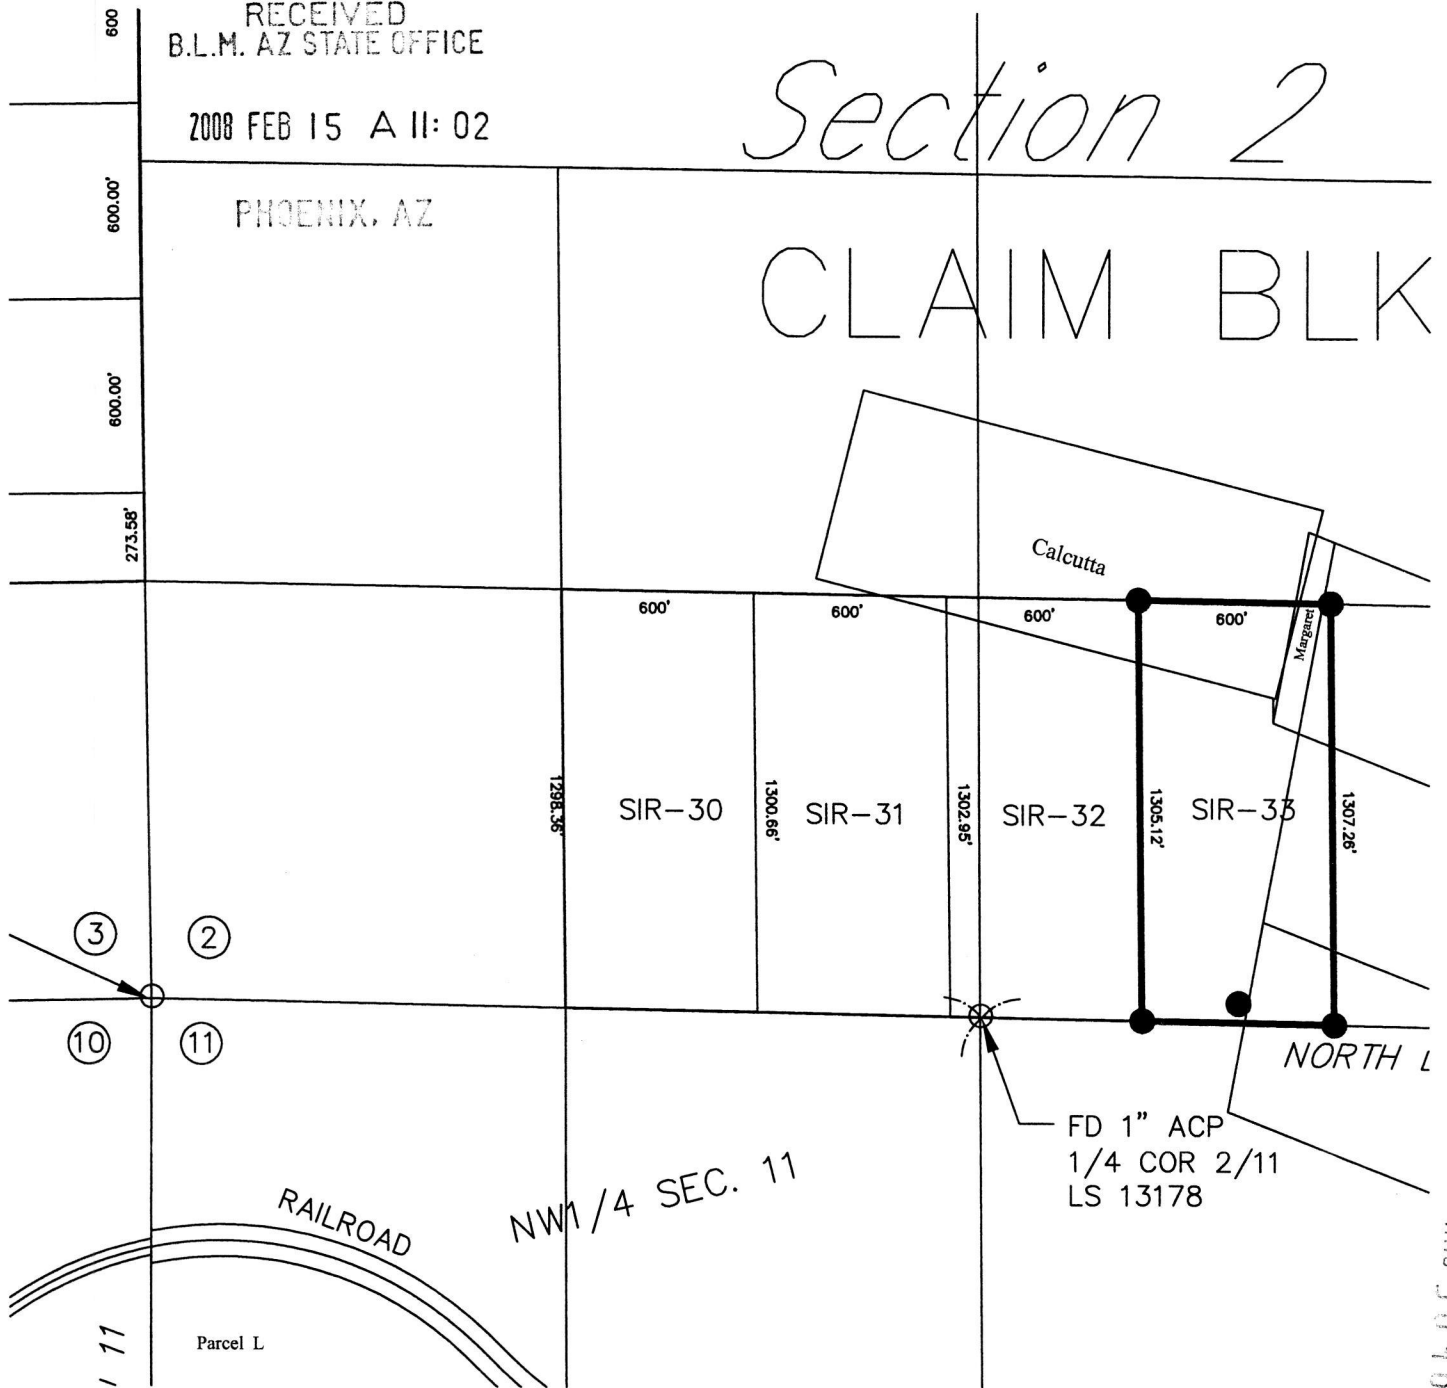 600
RECEIVED
B.L.M. AZ STATE OFFICE
2008 FEB 15 A 11: 02
PHOENIX, AZ
Section 2
CLAIM BLK
600.00'
600.00'
273.58'
Calcutta
600'
600'
600'
600'
Margaret
1298.36'
SIR-30
1300.66'
SIR-31
1302.95'
SIR-32
1305.12'
SIR-33
1307.26'
3
2
10
11
NORTH
FD 1" ACP
1/4 COR 2/11
LS 13178
NW1/4 SEC. 11
RAILROAD
Parcel L
11